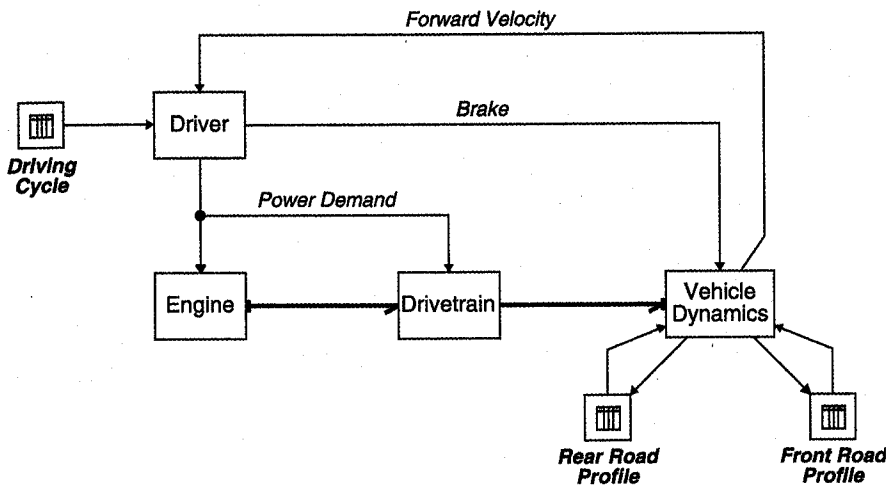 Forward Velocity
Driver
Brake
Driving
Cycle
Power Demand
Engine
Drivetrain
Vehicle
Dynamics
Rear Road
Profile
Front Road
Profile